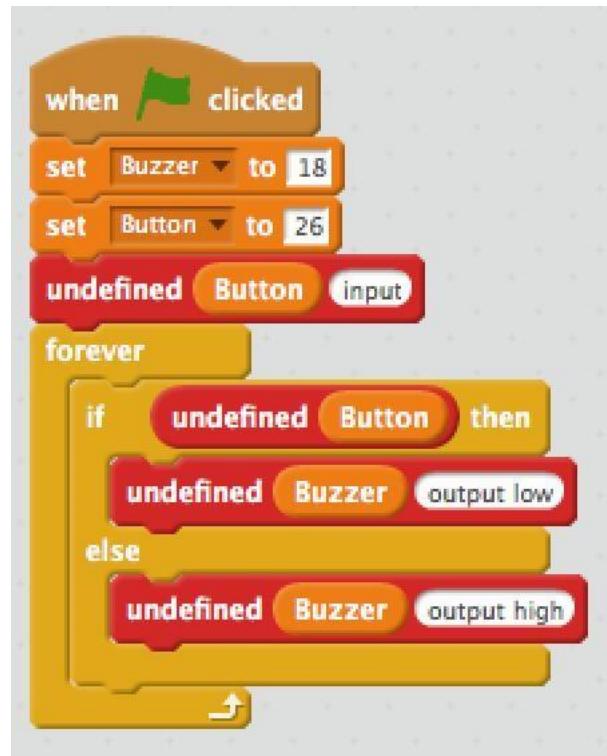 when clicked
set Buzzer to 18
set Button to 26
undefined Button input
forever
if undefined Button then
undefined Buzzer output low
else
undefined Buzzer output high